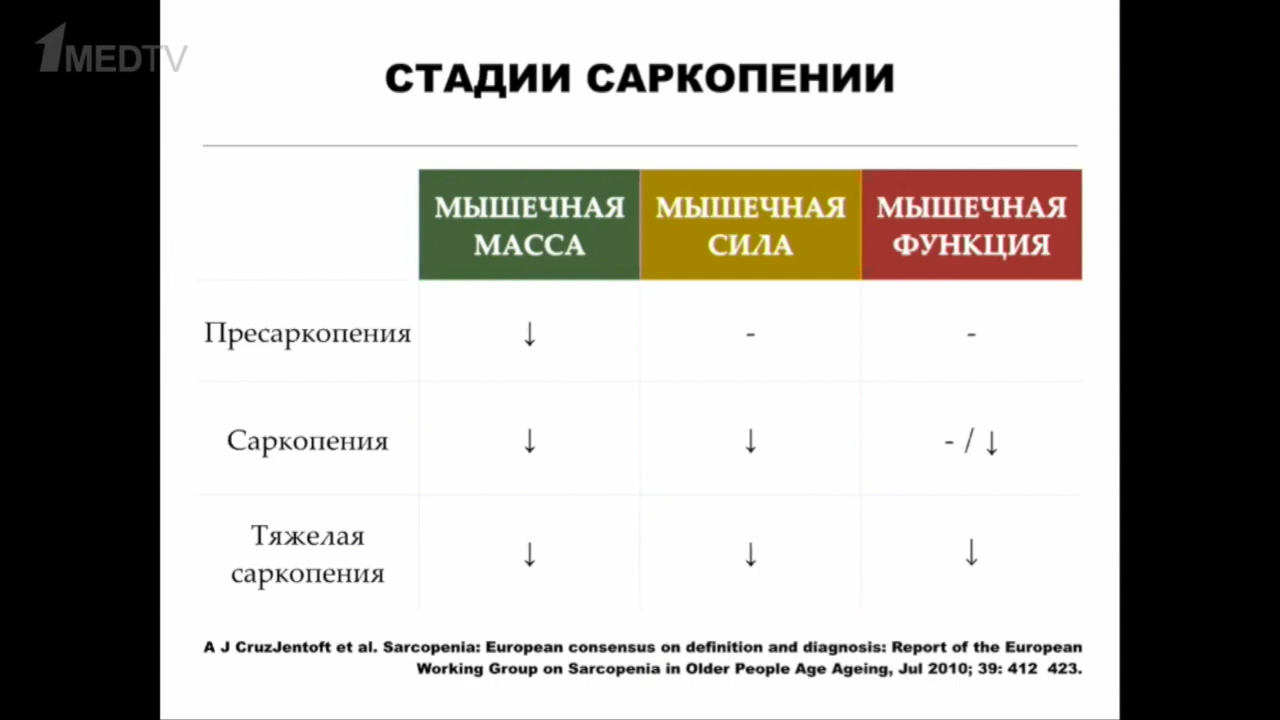 1MEDTV
СТАДИИ САРКОПЕНИИ
МЫШЕЧНАЯ МАССА
МЫШЕЧНАЯ СИЛА
МЫШЕЧНАЯ ФУНКЦИЯ
Пресаркопения ↓ - -
Саркопения ↓ ↓ - / ↓
Тяжелая
саркопения ↓ ↓ ↓
A J CruzJentoft et al. Sarcopenia: European consensus on definition and diagnosis: Report of the European
Working Group on Sarcopenia in Older People Age Ageing, Jul 2010; 39: 412 423.